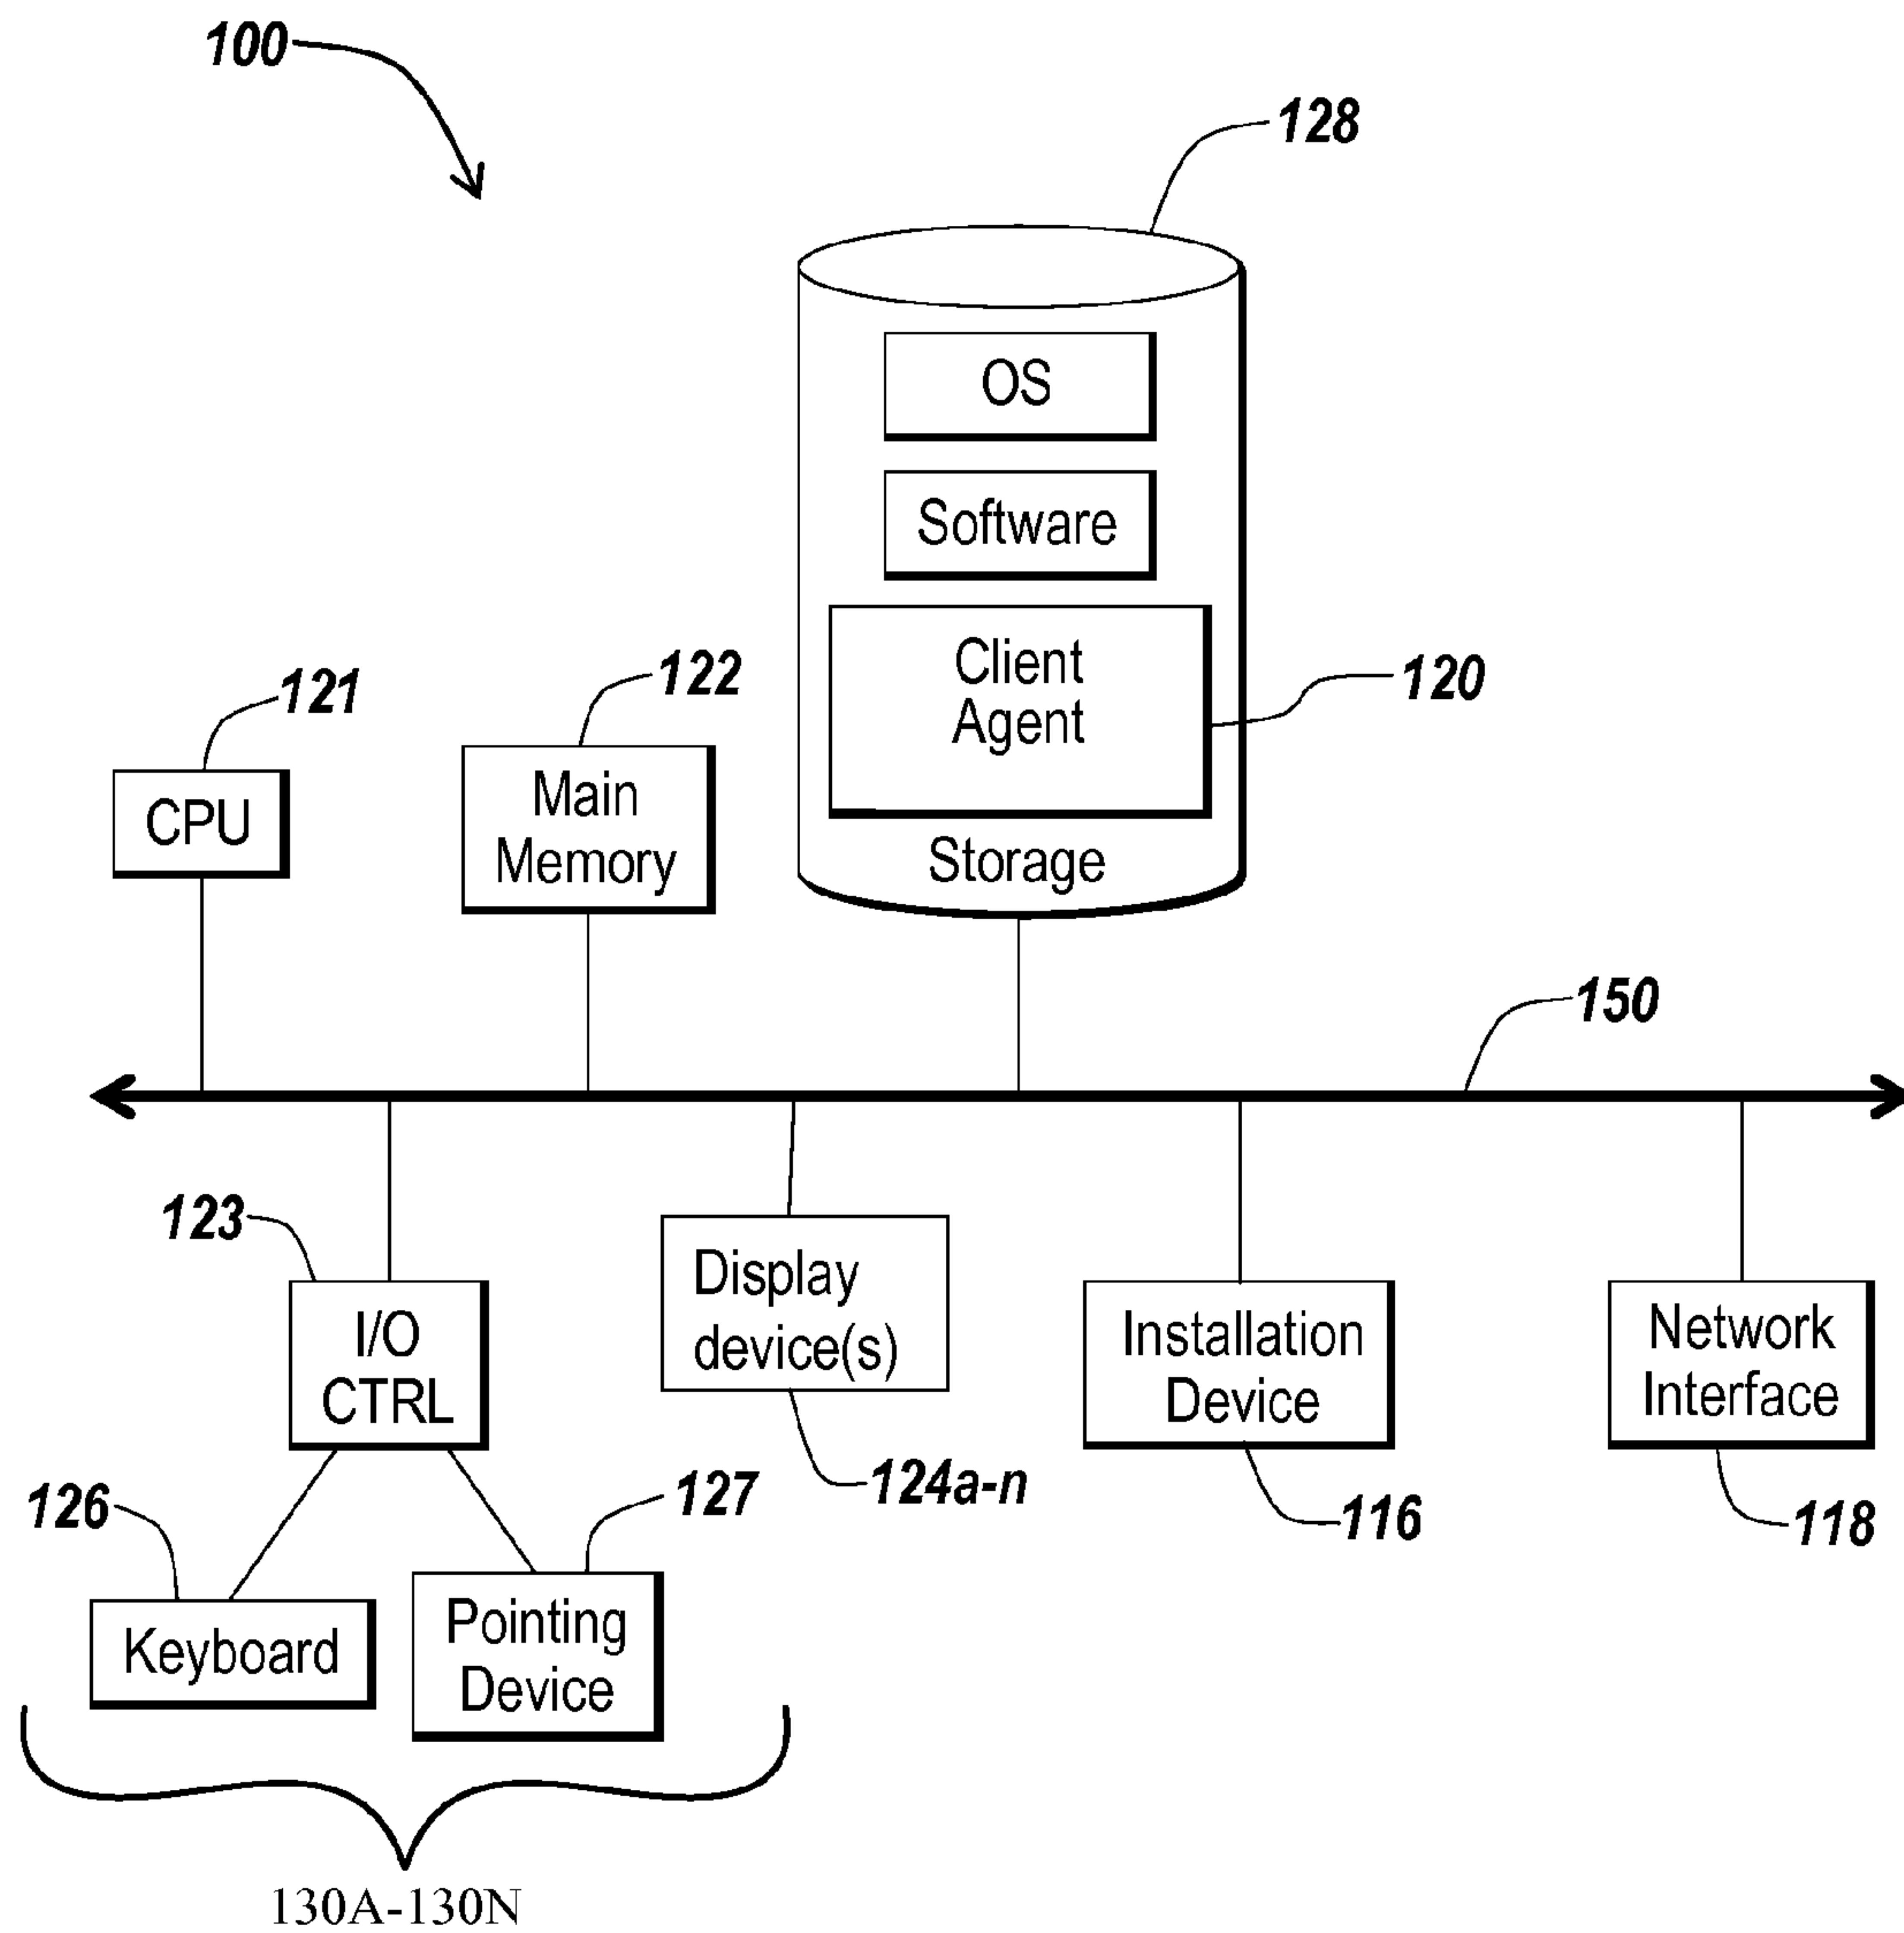 100
128
OS
Software
Client
Agent
120
Storage
121
CPU
122
Main
Memory
150
123
I/O
CTRL
Display
device(s)
124a-n
Installation
Device
116
Network
Interface
118
126
Keyboard
127
Pointing
Device
130A-130N